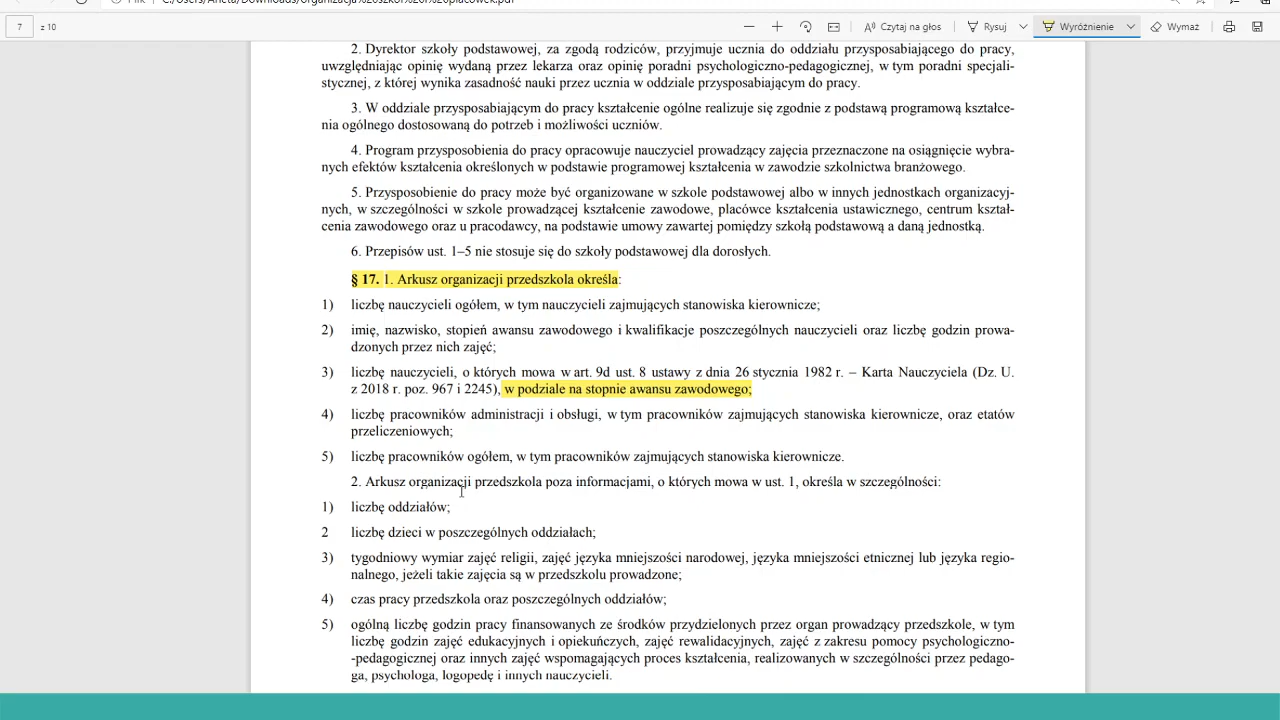 C:/Users/Aneta/Downloads/organizacja%20szkół%20i%20placówek.pdf
7 z 10 Czytaj na głos Rysuj Wyróżnienie Wymaż
2. Dyrektor szkoły podstawowej, za zgodą rodziców, przyjmuje ucznia do oddziału przysposabiającego do pracy,
uwzględniając opinię wydaną przez lekarza oraz opinię poradni psychologiczno-pedagogicznej, w tym poradni specjali-
stycznej, z której wynika zasadność nauki przez ucznia w oddziale przysposabiającym do pracy.
3. W oddziale przysposabiającym do pracy kształcenie ogólne realizuje się zgodnie z podstawą programową kształce-
nia ogólnego dostosowaną do potrzeb i możliwości uczniów.
4. Program przysposobienia do pracy opracowuje nauczyciel prowadzący zajęcia przeznaczone na osiągnięcie wybra-
nych efektów kształcenia określonych w podstawie programowej kształcenia w zawodzie szkolnictwa branżowego.
5. Przysposobienie do pracy może być organizowane w szkole podstawowej albo w innych jednostkach organizacyj-
nych, w szczególności w szkole prowadzącej kształcenie zawodowe, placówce kształcenia ustawicznego, centrum kształ-
cenia zawodowego oraz u pracodawcy, na podstawie umowy zawartej pomiędzy szkołą podstawową a daną jednostką.
6. Przepisów ust. 1–5 nie stosuje się do szkoły podstawowej dla dorosłych.
§ 17. 1. Arkusz organizacji przedszkola określa:
1) liczbę nauczycieli ogółem, w tym nauczycieli zajmujących stanowiska kierownicze;
2) imię, nazwisko, stopień awansu zawodowego i kwalifikacje poszczególnych nauczycieli oraz liczbę godzin prowa-
dzonych przez nich zajęć;
3) liczbę nauczycieli, o których mowa w art. 9d ust. 8 ustawy z dnia 26 stycznia 1982 r. – Karta Nauczyciela (Dz. U.
z 2018 r. poz. 967 i 2245), w podziale na stopnie awansu zawodowego;
4) liczbę pracowników administracji i obsługi, w tym pracowników zajmujących stanowiska kierownicze, oraz etatów
przeliczeniowych;
5) liczbę pracowników ogółem, w tym pracowników zajmujących stanowiska kierownicze.
2. Arkusz organizacji przedszkola poza informacjami, o których mowa w ust. 1, określa w szczególności:
1) liczbę oddziałów;
2 liczbę dzieci w poszczególnych oddziałach;
3) tygodniowy wymiar zajęć religii, zajęć języka mniejszości narodowej, języka mniejszości etnicznej lub języka regio-
nalnego, jeżeli takie zajęcia są w przedszkolu prowadzone;
4) czas pracy przedszkola oraz poszczególnych oddziałów;
5) ogólną liczbę godzin pracy finansowanych ze środków przydzielonych przez organ prowadzący przedszkole, w tym
liczbę godzin zajęć edukacyjnych i opiekuńczych, zajęć rewalidacyjnych, zajęć z zakresu pomocy psychologiczno-
-pedagogicznej oraz innych zajęć wspomagających proces kształcenia, realizowanych w szczególności przez pedago-
ga, psychologa, logopedę i innych nauczycieli.